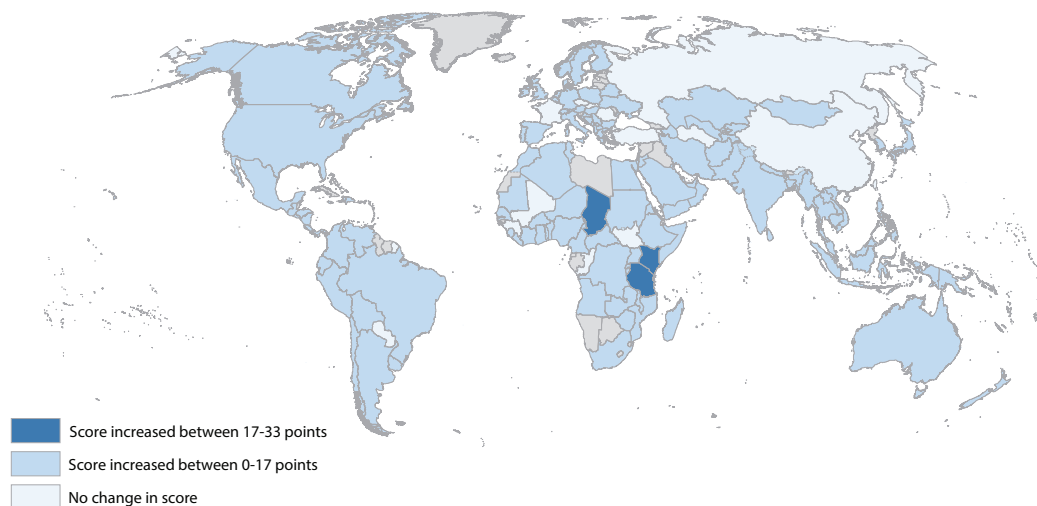 Score increased between 17-33 points
Score increased between 0-17 points
No change in score